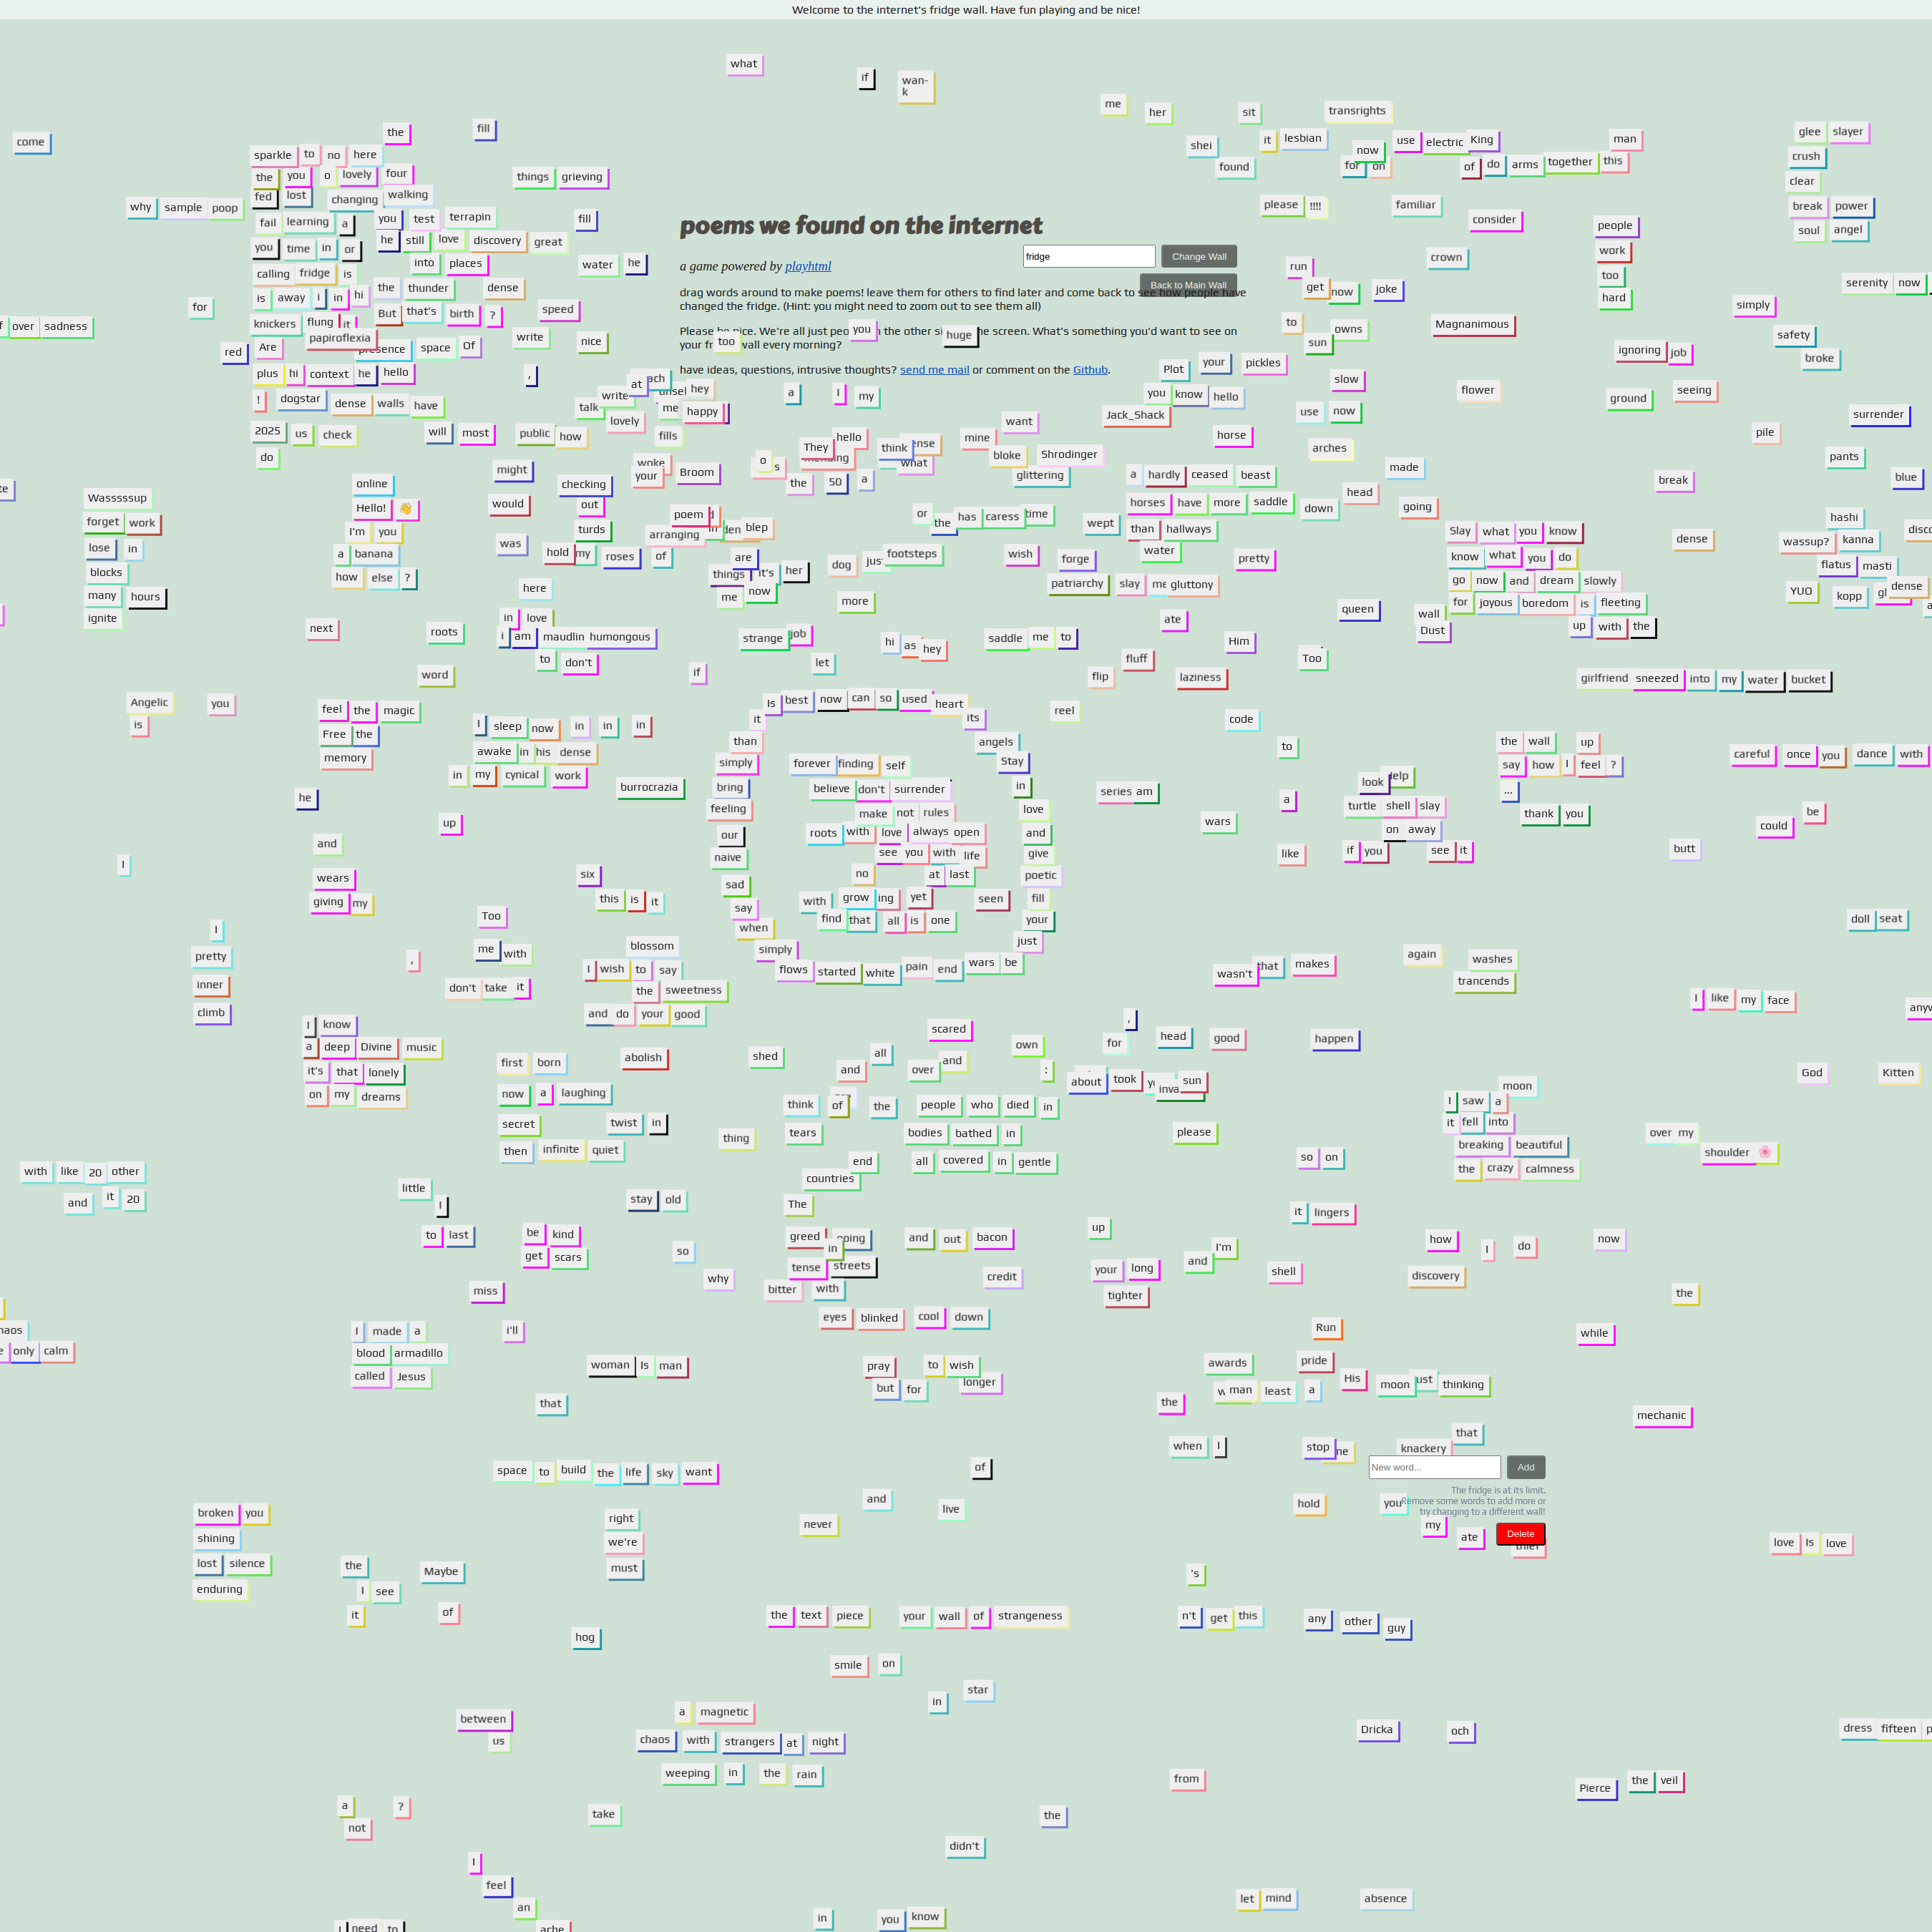 Welcome to the internet's fridge wall. Have fun playing and be nice!
what
if
wan-
k
me
her
sit
transrights
come
the
fill
shei
it lesbian
now
use electric King
man
glee slayer
sparkle to no here
found
for on
of do arms together this
crush
the you o lovely four
things grieving
clear
fed lost changing walking
why sample poop
please !!!!
familiar
break power
fail learning a you test terrapin
fill
consider
people
soul angel
poems we found on the internet
you time in or he still love discovery great
work
into places
water he
a game powered by playhtml
fridge
Change Wall
crown
calling fridge is
run
too
Back to Main Wall
is away i in hi the thunder dense
get now joke
hard
serenity now
drag words around to make poems! leave them for others to find later and come back to see how people have
changed the fridge. (Hint: you might need to zoom out to see them all)
for
But that's birth ?
speed
simply
over sadness
knickers flung it
to
owns
Magnanimous
safety
Please be nice. We're all just the other the screen. What's something you'd want to see on
you
huge
your wall every morning?
too
papiroflexia
write
nice
sun
red
Are
space Of
ignoring job
broke
have ideas, questions, intrusive thoughts? send me mail or comment on the Github.
Plot your pickles
plus hi context he hello
,
slow
at
hey
a
I my
you know hello
flower
ground
seeing
! dogstar dense walls have
talk write
me happy
Jack_Shack
use now
surrender
lovely
want
2025 us check
will most
public how
fills
They hello
think
mine
horse
pile
do
bloke Shrodinger
arches
pants
might
woke
your
Broom
o
s
the so a
what
glittering
a hardly ceased beast
made
break
blue
online
checking
Wasssssup
would
out
horses have more saddle
down
head
going
Hello! 👋
poem
or
the has caress time
wept
hashi
forget work
I'm you
turds
arranging
blep
than hallways
Slay what you know
dense
wassup? kanna
lose in
a banana
was
hold my roses of
are
dog
footsteps
wish
forge
water
pretty
know what you do
flatus masti
blocks
how else ?
things it's her
patriarchy slay me gluttony
go now and dream slowly
YUO kopp
dense
many hours
here
me now
more
queen
for joyous boredom is fleeting
ignite
in love
ate
wall
next
roots
i am maudlin humongous
strange job
hi as hey
saddle me to
Him
Dust
up with the
to don't
let
fluff
Too
word
if
flip
laziness
girlfriend sneezed into my water bucket
Angelic
you
is
feel the magic
Is best now can so used heart
reel
code
I sleep now in in in
it
its
Free the
than
angels
to
the wall up
memory
awake in his dense
simply
forever finding self
Stay
say how I feel ?
careful once you dance with
in my cynical work
burrocrazia
bring
believe don't surrender
in
series am
a
look
...
he
feeling
make not rules
love
turtle shell slay
thank you
be
up
our
roots with love always open
and
wars
on away
could
and
naive
see you with life
give
like
if you
see it
butt
I
wears
six
sad
no
at last
poetic
giving my
this is it
say
with grow ing yet
seen
fill
Too
when
find that all is one
your
doll seat
I
me with
blossom
simply
just
again
washes
pretty
,
I wish to say
flows started white pain end wars be
wasn't that makes
trancends
inner
don't take it
the sweetness
I like my face
climb
and do your good
I know
scared
,
a deep Divine music
first born
abolish
shed
and
all
over
and
own
for
head
good
happen
it's that lonely
:
about took
sun
God
Kitten
on my dreams
now a laughing
think of the people who died in
moon
I saw a
secret
twist in
thing
tears
bodies bathed in
please
it fell into
over my
then infinite quiet
breaking beautiful
shoulder 🌸
with like 20 other
end
all covered in gentle
so on
the crazy calmness
and it 20
little
countries
I
stay old
The
to last
be kind
greed going
in
and out bacon
up
it lingers
get scars
so
tense streets
I'm
how
I
do
now
why
bitter with
credit
your long
and
shell
discovery
miss
tighter
the
I made a
i'll
eyes blinked
cool down
Run
while
only calm
blood armadillo
woman Is man
pray
to wish
awards
pride
called Jesus
but for
longer
man least a
His
moon
thinking
that
the
mechanic
when I
stop
that
knackery
space to build the life sky want
of
New word...
Add
The fridge is at its limit.
Remove some words to add more or
try changing to a different wall!
and
live
hold
you
broken you
right
never
my
ate
Delete
shining
we're
love Is love
lost silence
the
Maybe
must
's
enduring
I see
it
of
the text piece
your wall of strangeness
n't get this
any other guy
hog
smile on
star
in
between
us
a magnetic
chaos with strangers at night
Dricka
och
dress fifteen
weeping in the rain
from
Pierce the veil
a
?
not
take
the
didn't
I
feel
let mind
absence
an
I need to
ache
in
you know